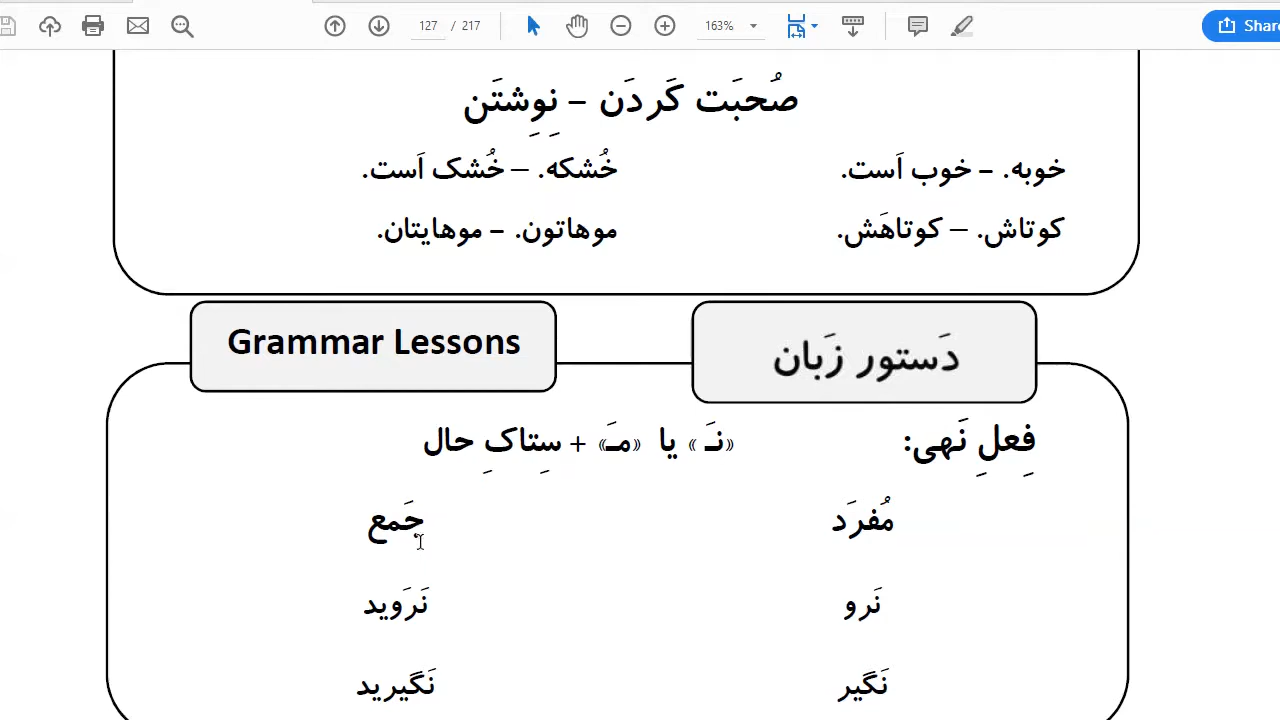 127 / 217 163% Share
صُحبَت کَردَن – نِوِشتَن
خوبه. – خوب اَست. خُشکه. – خُشک اَست.
کوتاش. – کوتاهَش. موهاتون. – موهایتان.
Grammar Lessons دَستور زَبان
فِعلِ نَهی: «نـَ » یا «مـَ» + سِتاکِ حال
مُفرَد جَمع
نَرو نَرَوید
نَگیر نَگیرید